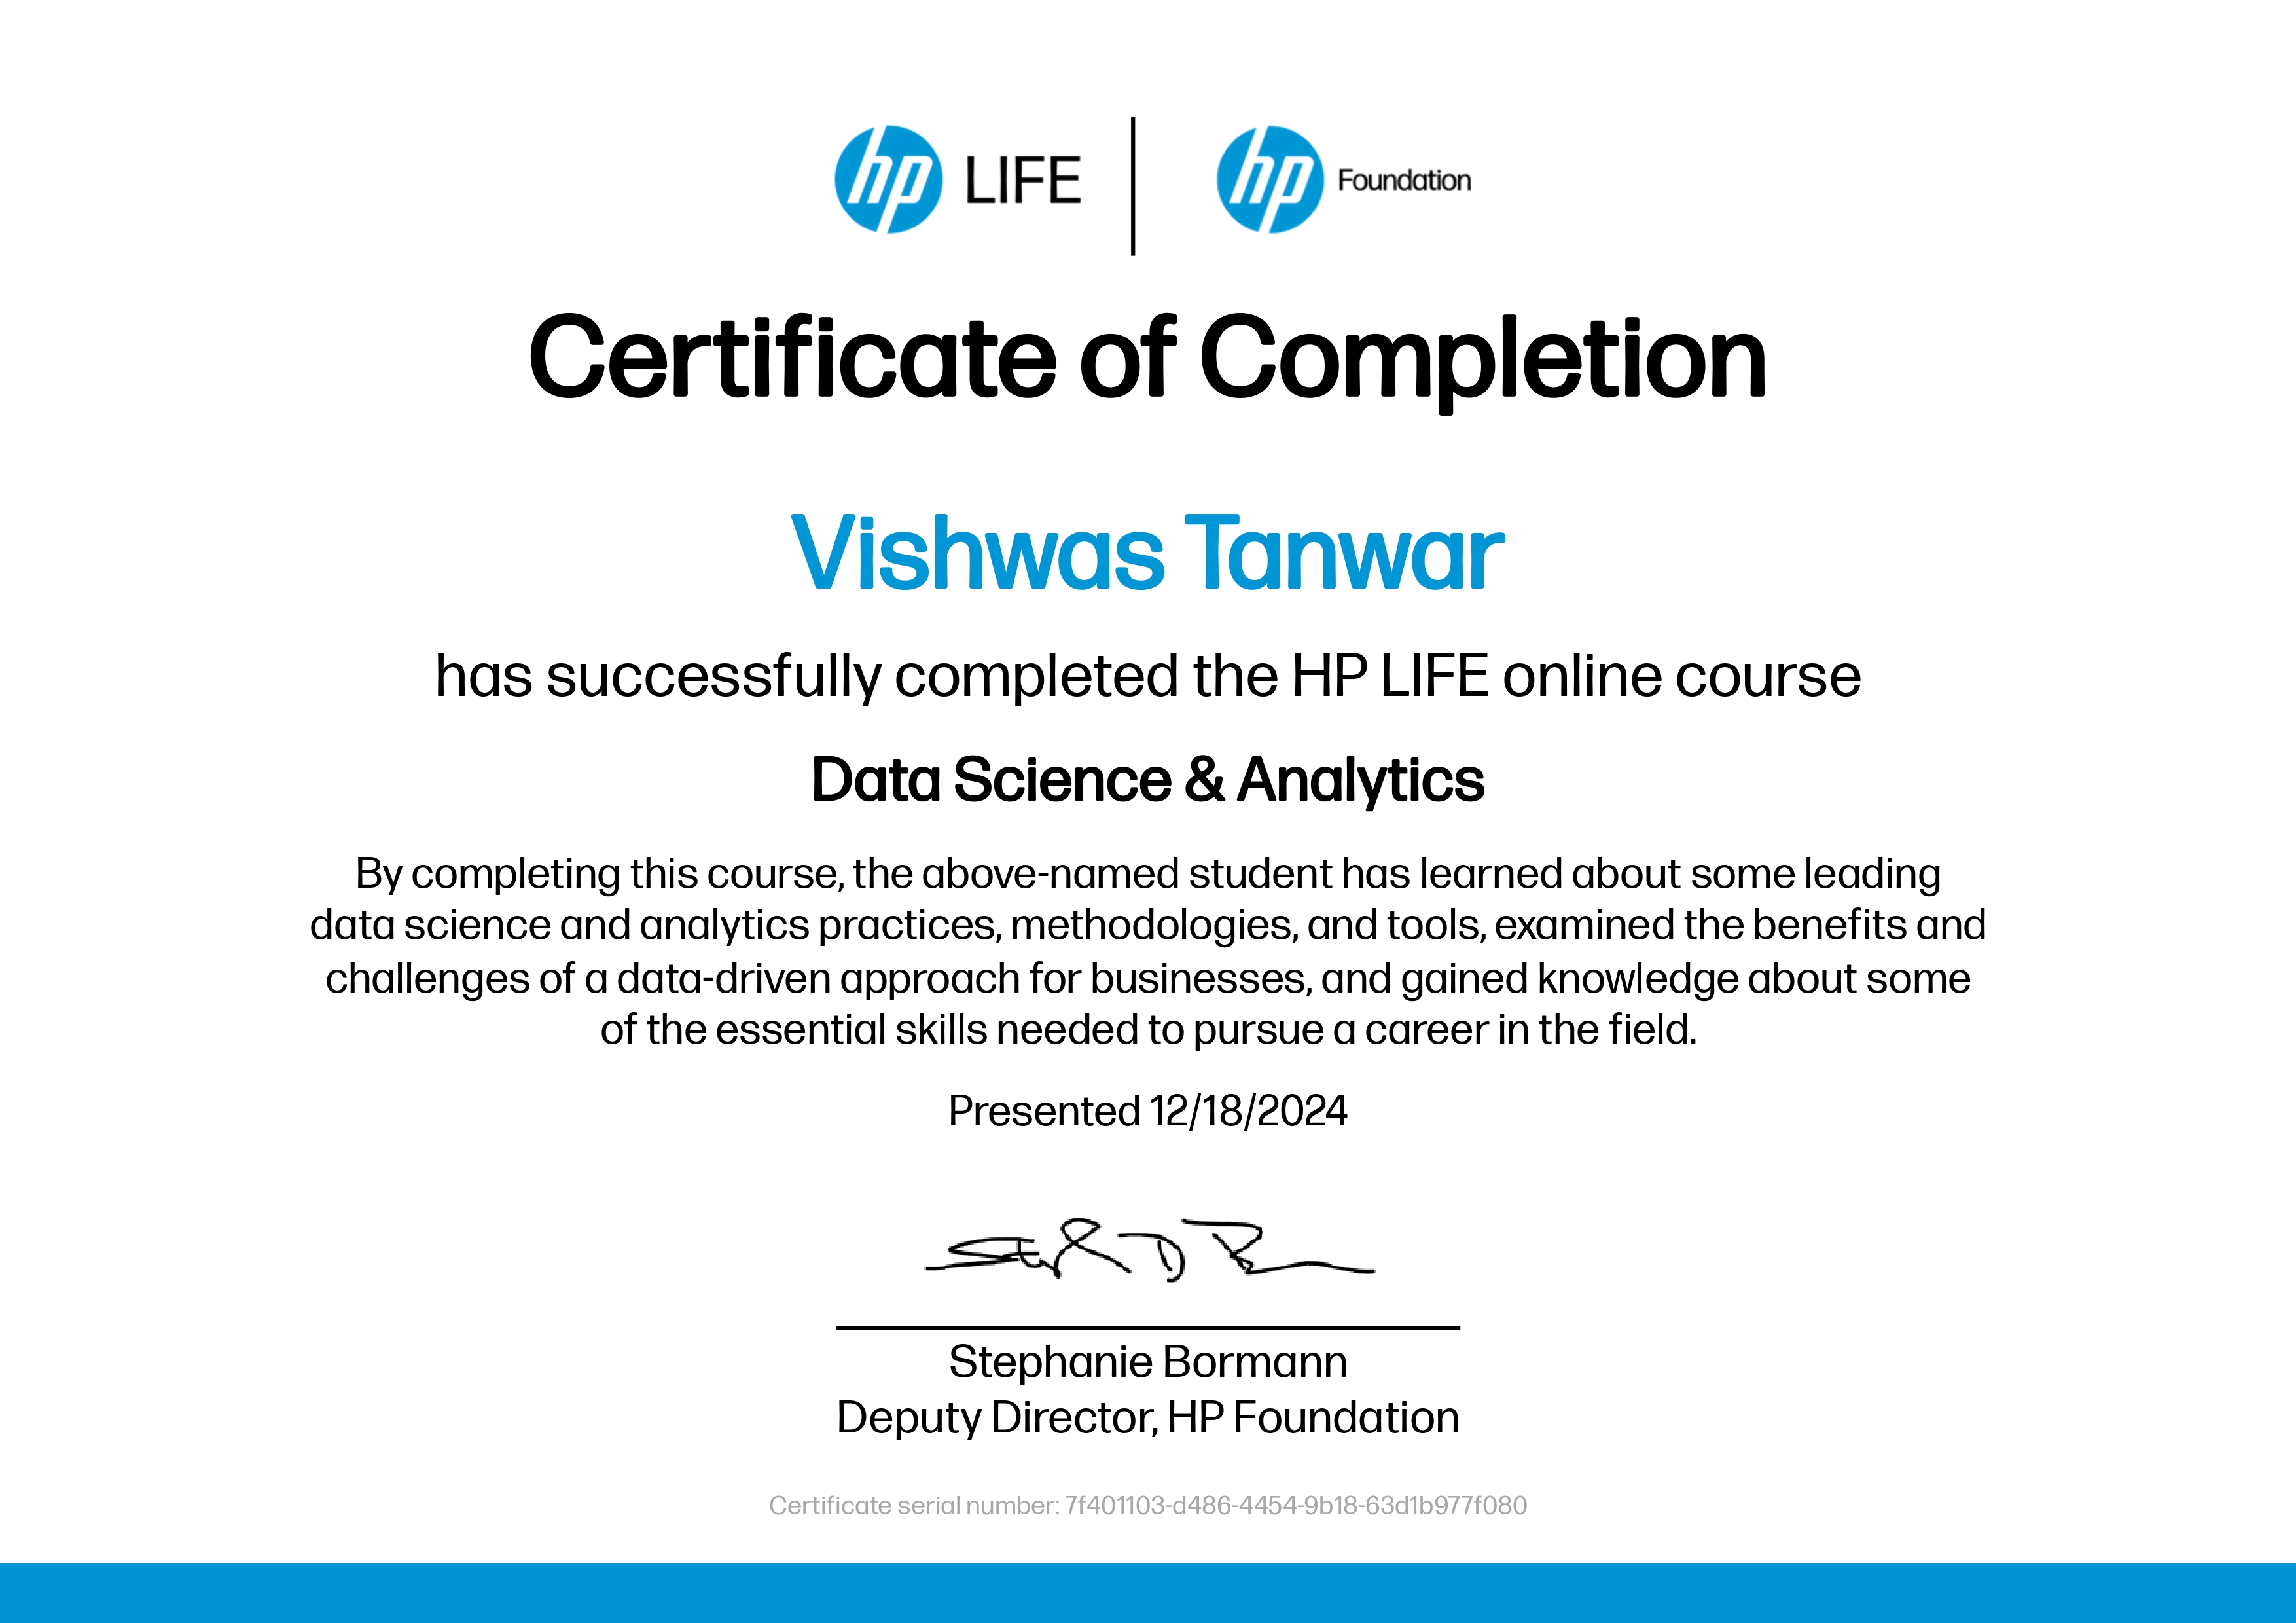 hp LIFE
hp Foundation
Certificate of Completion
Vishwas Tanwar
has successfully completed the HP LIFE online course
Data Science & Analytics
By completing this course, the above-named student has learned about some leading
data science and analytics practices, methodologies, and tools, examined the benefits and
challenges of a data-driven approach for businesses, and gained knowledge about some
of the essential skills needed to pursue a career in the field.
Presented 12/18/2024
Stephanie Bormann
Deputy Director, HP Foundation
Certificate serial number: 7f401103-d486-4454-9b18-63d1b977f080